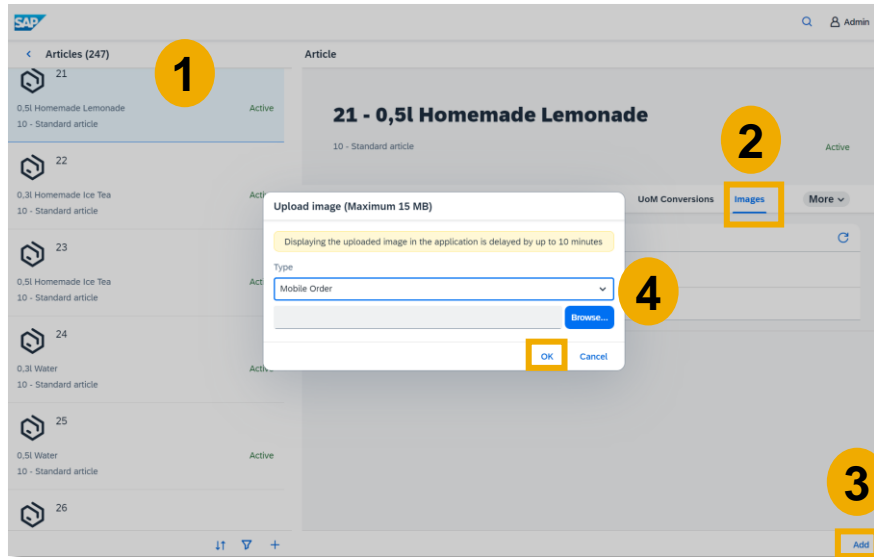 SAP
Admin
Articles (247)
Article
1
21
0,5l Homemade Lemonade
Active
10 - Standard article
22
0,3l Homemade Ice Tea
10 - Standard article
23
0,5l Homemade Ice Tea
10 - Standard article
24
0,3l Water
10 - Standard article
25
0,5l Water
Active
10 - Standard article
26
21 - 0,5l Homemade Lemonade
10 - Standard article
2
Active
UoM Conversions
Images
More
Upload image (Maximum 15 MB)
Displaying the uploaded image in the application is delayed by up to 10 minutes
Type
Mobile Order
4
Browse...
OK
Cancel
3
Add